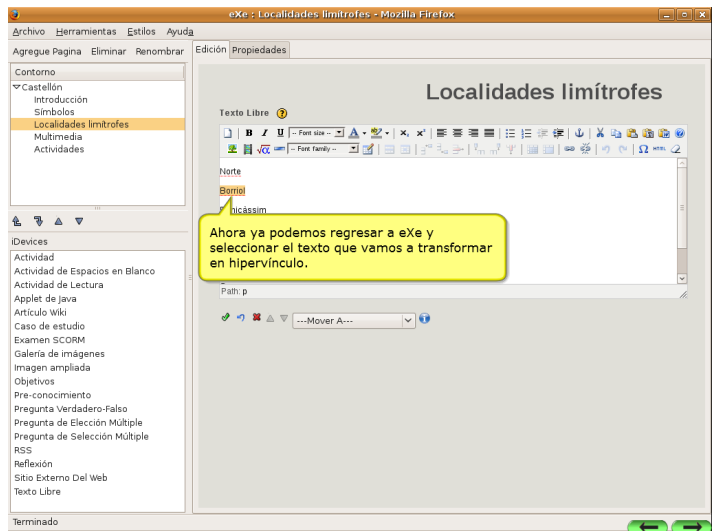 eXe : Localidades limítrofes - Mozilla Firefox
Archivo Herramientas Estilos Ayuda
Agregue Pagina Eliminar Renombrar
Edición Propiedades
Contorno
Castellón
Introducción
Símbolos
Localidades limítrofes
Multimedia
Actividades
iDevices
Actividad
Actividad de Espacios en Blanco
Actividad de Lectura
Applet de Java
Artículo Wiki
Caso de estudio
Examen SCORM
Galería de imágenes
Imagen ampliada
Objetivos
Pre-conocimiento
Pregunta Verdadero-Falso
Pregunta de Elección Múltiple
Pregunta de Selección Múltiple
RSS
Reflexión
Sitio Externo Del Web
Texto Libre
Localidades limítrofes
Texto Libre
B I U -- Font size -- A
-- Font family --
HTML
Norte
Borriol
nicàssim
Ahora ya podemos regresar a eXe y
seleccionar el texto que vamos a transformar
en hipervínculo.
Path: p
---Mover A---
Terminado